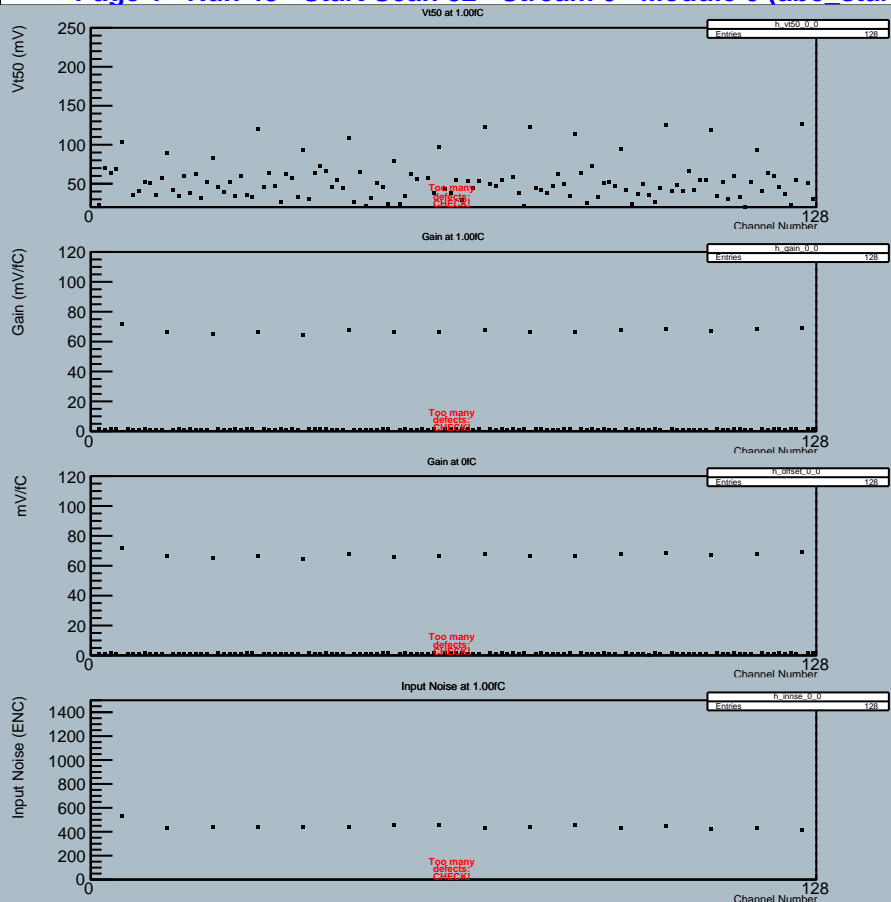 Vt50 at 1.00fC
h_vt50_0_0
Entries 128
Vt50 (mV)
250
200
150
100
50
Too many
defects:
CHECK!
0
128
Channel Number
Gain at 1.00fC
h_gain_0_0
Entries 128
Gain (mV/fC)
120
100
80
60
40
20
0
Too many
defects:
CHECK!
0
128
Channel Number
Gain at 0fC
h_offset_0_0
Entries 128
mV/fC
120
100
80
60
40
20
0
Too many
defects:
CHECK!
0
128
Channel Number
Input Noise at 1.00fC
h_innse_0_0
Entries 128
Input Noise (ENC)
1400
1200
1000
800
600
400
200
0
Too many
defects:
CHECK!
0
128
Channel Number